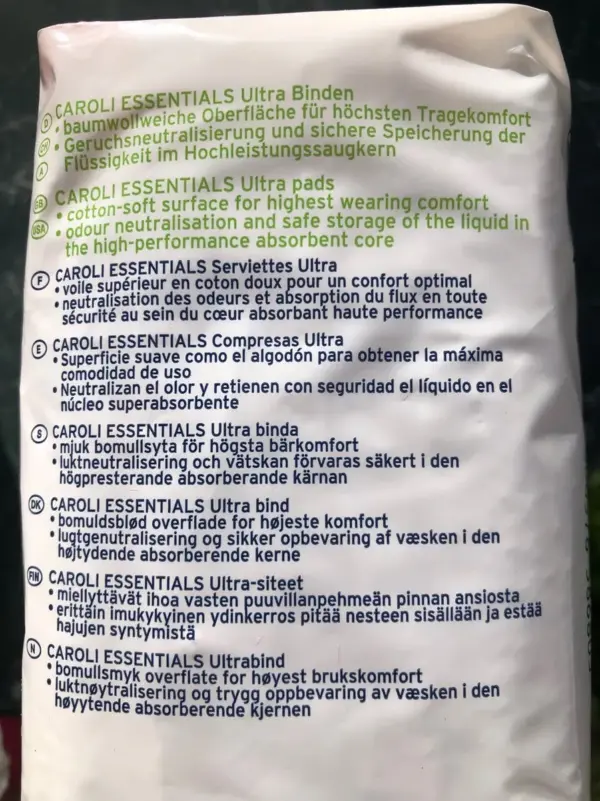 CAROLI ESSENTIALS Ultra Binden
D • baumwollweiche Oberfläche für höchsten Tragekomfort
CH • Geruchsneutralisierung und sichere Speicherung der
A Flüssigkeit im Hochleistungssaugkern
CAROLI ESSENTIALS Ultra pads
GB • cotton-soft surface for highest wearing comfort
USA • odour neutralisation and safe storage of the liquid in
the high-performance absorbent core
F CAROLI ESSENTIALS Serviettes Ultra
• voile supérieur en coton doux pour un confort optimal
• neutralisation des odeurs et absorption du flux en toute
sécurité au sein du cœur absorbant haute performance
E CAROLI ESSENTIALS Compresas Ultra
• Superficie suave como el algodón para obtener la máxima
comodidad de uso
• Neutralizan el olor y retienen con seguridad el líquido en el
núcleo superabsorbente
S CAROLI ESSENTIALS Ultra binda
• mjuk bomullsyta för högsta bärkomfort
• luktneutralisering och vätskan förvaras säkert i den
högpresterande absorberande kärnan
DK CAROLI ESSENTIALS Ultra bind
• bomuldsblød overflade for højeste komfort
• lugtgenutralisering og sikker opbevaring af væsken i den
højtydende absorberende kerne
FIN CAROLI ESSENTIALS Ultra-siteet
• miellyttävät ihoa vasten puuvillanpehmeän pinnan ansiosta
• erittäin imukykyinen ydinkerros pitää nesteen sisällään ja estää
hajujen syntymistä
N CAROLI ESSENTIALS Ultrabind
• bomullsmyk overflate for høyest brukskomfort
• luktnøytralisering og trygg oppbevaring av væsken i den
høyytende absorberende kjernen